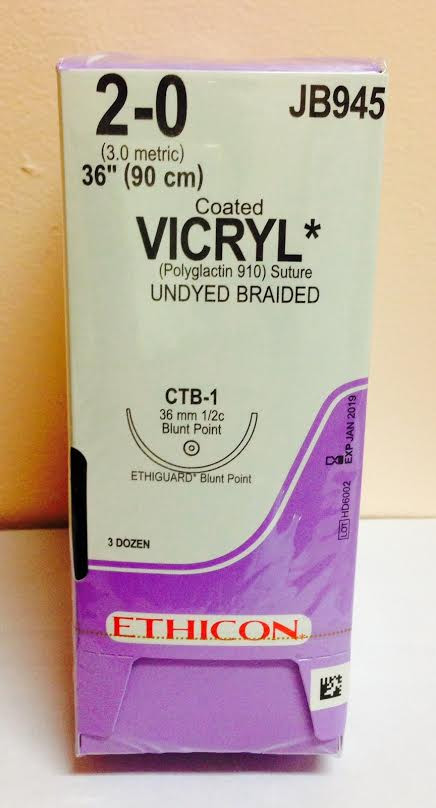 2-0
JB945
(3.0 metric)
36" (90 cm)
Coated
VICRYL*
(Polyglactin 910) Suture
UNDYED BRAIDED
CTB-1
36 mm 1/2c
Blunt Point
ETHIGUARD* Blunt Point
EXP JAN 2019
LOT HD6002
3 DOZEN
ETHICON*